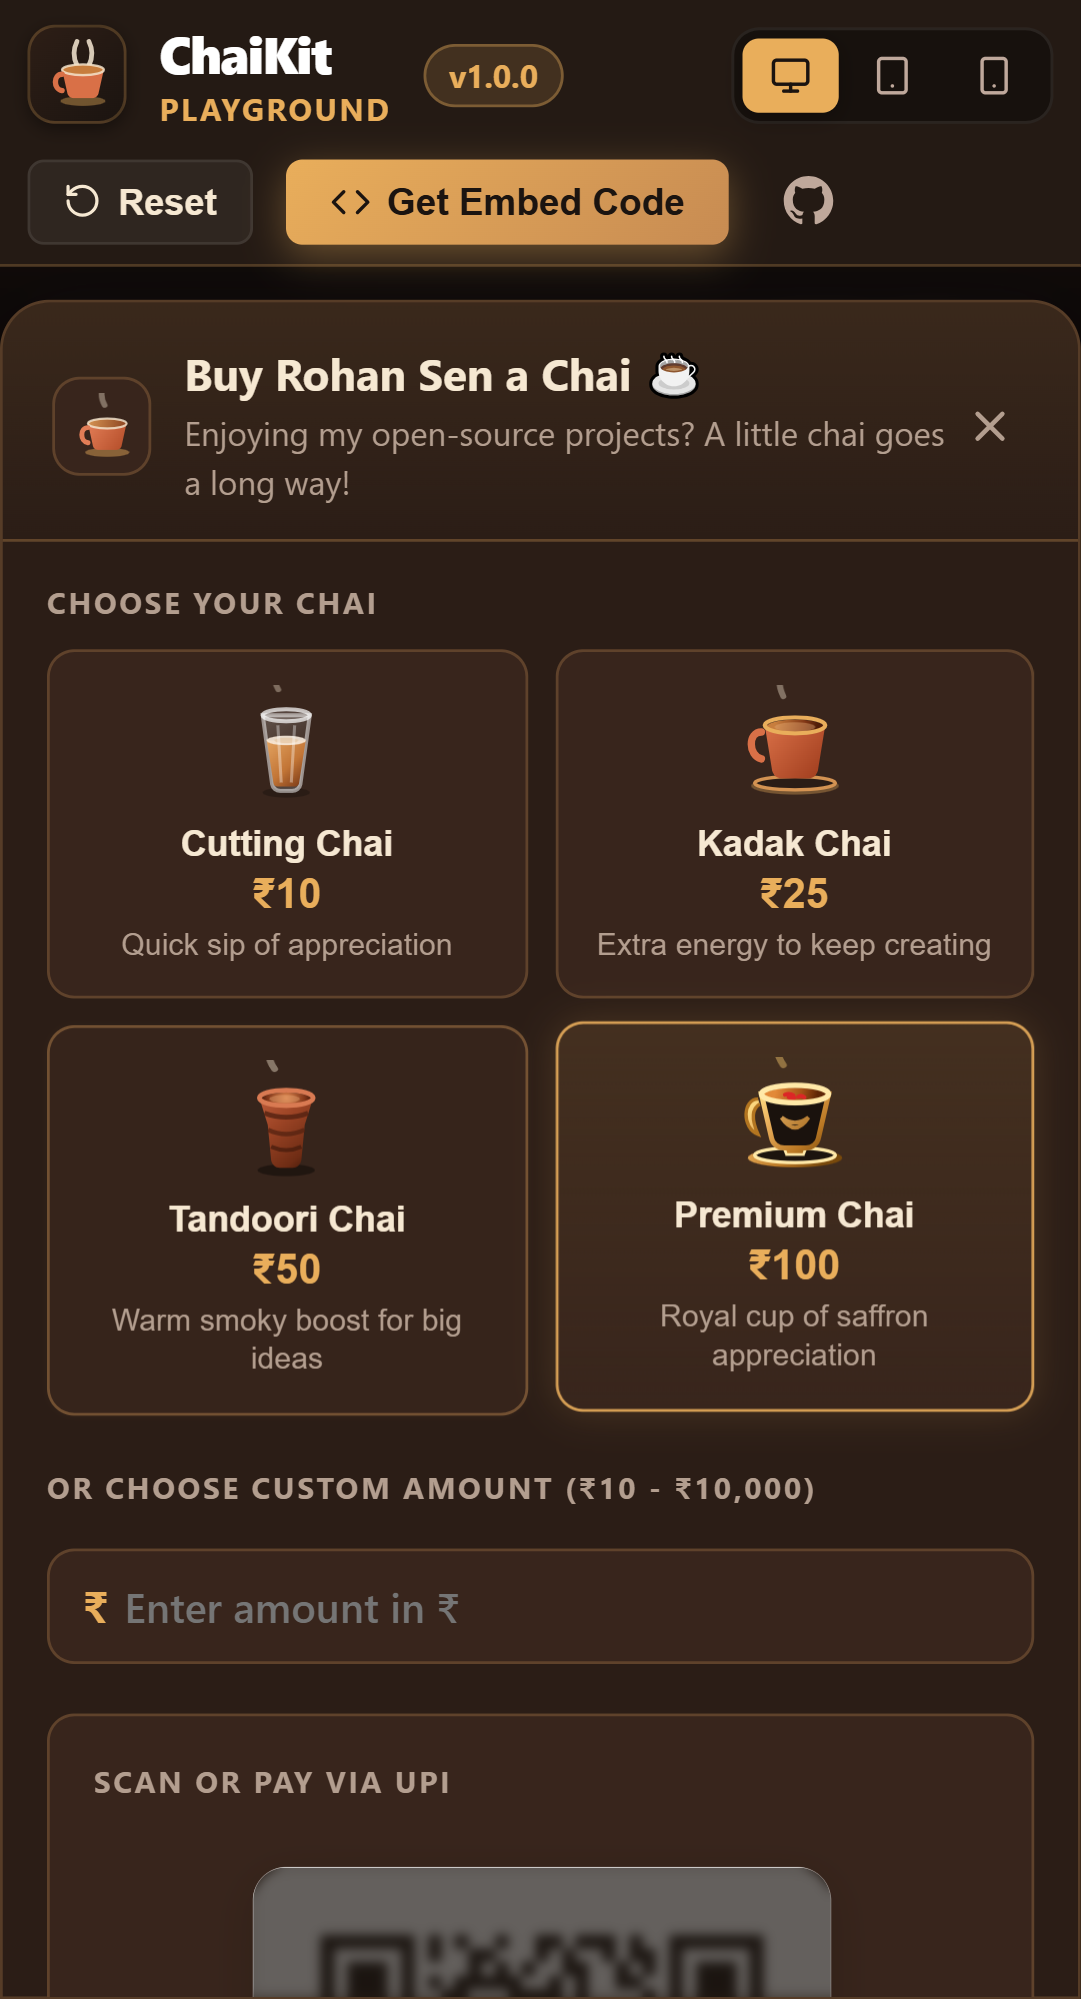 ChaiKit
PLAYGROUND
v1.0.0
Reset
Get Embed Code
Buy Rohan Sen a Chai ☕
Enjoying my open-source projects? A little chai goes
a long way!
CHOOSE YOUR CHAI
Cutting Chai
₹10
Quick sip of appreciation
Kadak Chai
₹25
Extra energy to keep creating
Tandoori Chai
₹50
Warm smoky boost for big
ideas
Premium Chai
₹100
Royal cup of saffron
appreciation
OR CHOOSE CUSTOM AMOUNT (₹10 - ₹10,000)
₹ Enter amount in ₹
SCAN OR PAY VIA UPI